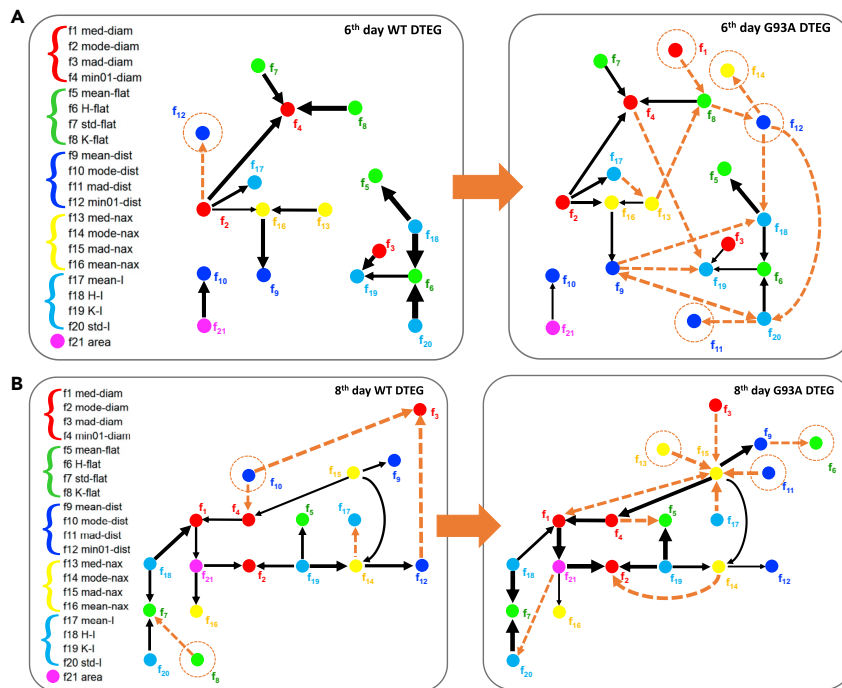 A
6th day WT DTEG
6th day G93A DTEG
f1 med-diam
f2 mode-diam
f3 mad-diam
f4 min01-diam
f5 mean-flat
f6 H-flat
f7 std-flat
f8 K-flat
f9 mean-dist
f10 mode-dist
f11 mad-dist
f12 min01-dist
f13 med-nax
f14 mode-nax
f15 mad-nax
f16 mean-nax
f17 mean-I
f18 H-I
f19 K-I
f20 std-I
f21 area
f7
f12
f4
f8
f17
f5
f2
f16
f13
f18
f3
f10
f9
f19
f6
f21
f20
f1
f7
f14
f4
f8
f12
f17
f5
f2
f16
f13
f18
f3
f10
f9
f19
f6
f21
f11
f20
B
8th day WT DTEG
8th day G93A DTEG
f1 med-diam
f2 mode-diam
f3 mad-diam
f4 min01-diam
f5 mean-flat
f6 H-flat
f7 std-flat
f8 K-flat
f9 mean-dist
f10 mode-dist
f11 mad-dist
f12 min01-dist
f13 med-nax
f14 mode-nax
f15 mad-nax
f16 mean-nax
f17 mean-I
f18 H-I
f19 K-I
f20 std-I
f21 area
f3
f15
f9
f10
f1
f4
f5
f17
f18
f21
f2
f19
f14
f12
f7
f16
f20
f8
f3
f9
f15
f13
f6
f11
f1
f4
f5
f17
f18
f21
f2
f19
f14
f12
f7
f16
f20